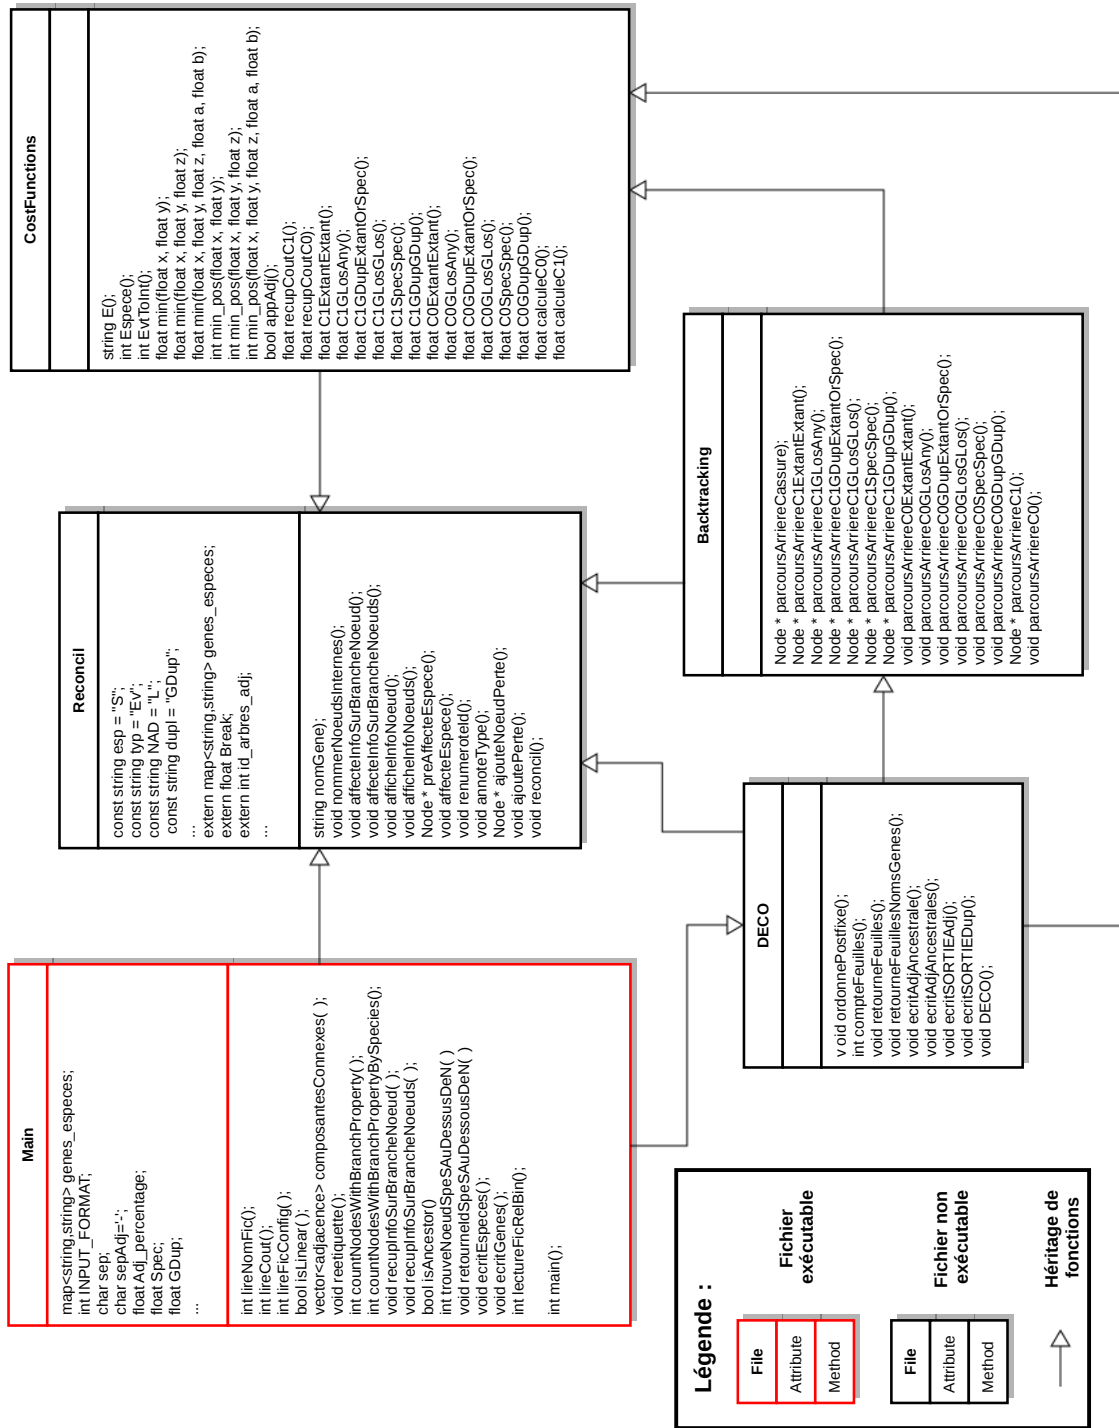 Main
map<string,string> genes_especes;
int INPUT_FORMAT;
char sep;
char sepAdj='-';
float Adj_percentage;
float Spec;
float GDup;
...
int lireNomFic();
int lireCout();
int lireFicConfig( );
bool isLinear( );
vector<adjacence> composantesConnexes( );
void reetiquette();
int countNodesWithBranchProperty( );
int countNodesWithBranchPropertyBySpecies();
void recupInfoSurBrancheNoeud( );
void recupInfoSurBrancheNoeuds( );
bool isAncestor()
int trouveNoeudSpeSAuDessusDeN( )
void retourneIdSpeSAuDessousDeN( )
void ecritEspeces();
void ecritGenes();
int lectureFicRelBin();
int main();
Reconcil
const string esp = "S";
const string typ = "Ev";
const string NAD = "L";
const string dupl = "GDup";
...
extern map<string,string> genes_especes;
extern float Break;
extern int id_arbres_adj;
...
string nomGene);
void nommerNoeudsInternes();
void affecteInfoSurBrancheNoeud();
void affecteInfoSurBrancheNoeuds();
void afficheInfoNoeud();
void afficheInfoNoeuds();
Node * preAffecteEspece();
void affecteEspece();
void renumeroteId();
void annoteType();
Node * ajouteNoeudPerte();
void ajoutePerte();
void reconcil();
CostFunctions
string E();
int Espece();
int EvtToInt();
float min(float x, float y);
float min(float x, float y, float z);
float min(float x, float y, float z, float a, float b);
int min_pos(float x, float y);
int min_pos(float x, float y, float z);
int min_pos(float x, float y, float z, float a, float b);
bool appAdj();
float recupCoutC1();
float recupCoutC0);
float C1ExtantExtant();
float C1GLosAny();
float C1GDupExtantOrSpec();
float C1GLosGLos();
float C1SpecSpec();
float C1GDupGDup();
float C0ExtantExtant();
float C0GLosAny();
float C0GDupExtantOrSpec();
float C0GLosGLos();
float C0SpecSpec();
float C0GDupGDup();
float calculeC0();
float calculeC1();
DECO
v oid ordonnePostfixe();
int compteFeuilles();
void retourneFeuilles();
void retourneFeuillesNomsGenes();
void ecritAdjAncestrale();
void ecritAdjAncestrales();
void ecritSORTIEAdj();
void ecritSORTIEDup();
void DECO();
Backtracking
Node * parcoursArriereCassure);
Node * parcoursArriereC1ExtantExtant();
Node * parcoursArriereC1GLosAny();
Node * parcoursArriereC1GDupExtantOrSpec();
Node * parcoursArriereC1GLosGLos();
Node * parcoursArriereC1SpecSpec();
Node * parcoursArriereC1GDupGDup();
void parcoursArriereC0ExtantExtant();
void parcoursArriereC0GLosAny();
void parcoursArriereC0GDupExtantOrSpec();
void parcoursArriereC0GLosGLos();
void parcoursArriereC0SpecSpec();
void parcoursArriereC0GDupGDup();
Node * parcoursArriereC1();
void parcoursArriereC0();
Légende :
File
Attribute
Method
Fichier
exécutable
File
Attribute
Method
Fichier non
exécutable
Héritage de
fonctions